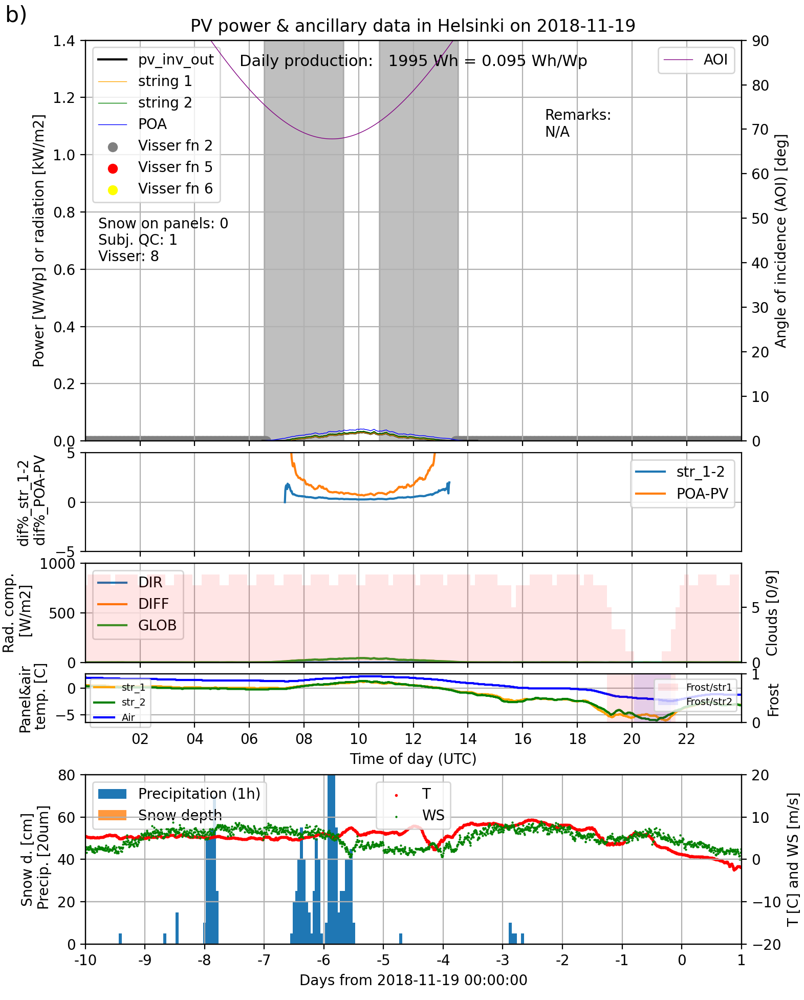 b)
PV power & ancillary data in Helsinki on 2018-11-19
Daily production: 1995 Wh = 0.095 Wh/Wp
pv_inv_out
string 1
string 2
POA
Visser fn 2
Visser fn 5
Visser fn 6
AOI
Remarks:
N/A
Snow on panels: 0
Subj. QC: 1
Visser: 8
Power [W/Wp] or radiation [kW/m2]
1.4
1.2
1.0
0.8
0.6
0.4
0.2
0.0
Angle of incidence (AOI) [deg]
90
80
70
60
50
40
30
20
10
0
dif%_str_1-2
dif%_POA-PV
5
0
−5
str_1-2
POA-PV
Rad. comp.
[W/m2]
1000
500
0
DIR
DIFF
GLOB
Clouds [0/9]
5
0
Panel&air
temp. [C]
0
−5
str_1
str_2
Air
Frost/str1
Frost/str2
Frost
1
0
02 04 06 08 10 12 14 16 18 20 22
Time of day (UTC)
Snow d. [cm]
Precip. [20um]
80
60
40
20
0
Precipitation (1h)
Snow depth
T
WS
T [C] and WS [m/s]
20
10
0
−10
−20
-10 -9 -8 -7 -6 -5 -4 -3 -2 -1 0 1
Days from 2018-11-19 00:00:00